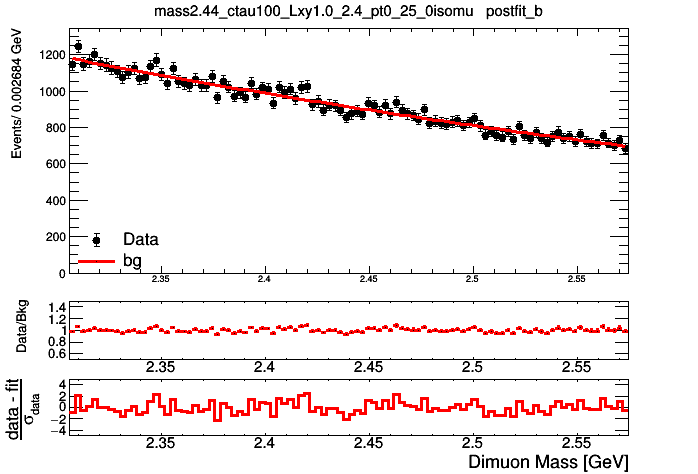 mass2.44_ctau100_Lxy1.0_2.4_pt0_25_0isomu postfit_b
Events/ 0.002684 GeV
1200
1000
800
600
400
200
0
Data
bg
2.35 2.4 2.45 2.5 2.55
Data/Bkg
1.4
1.2
1
0.8
0.6
2.35 2.4 2.45 2.5 2.55
data - fit
σdata
4
2
0
−2
−4
2.35 2.4 2.45 2.5 2.55
Dimuon Mass [GeV]